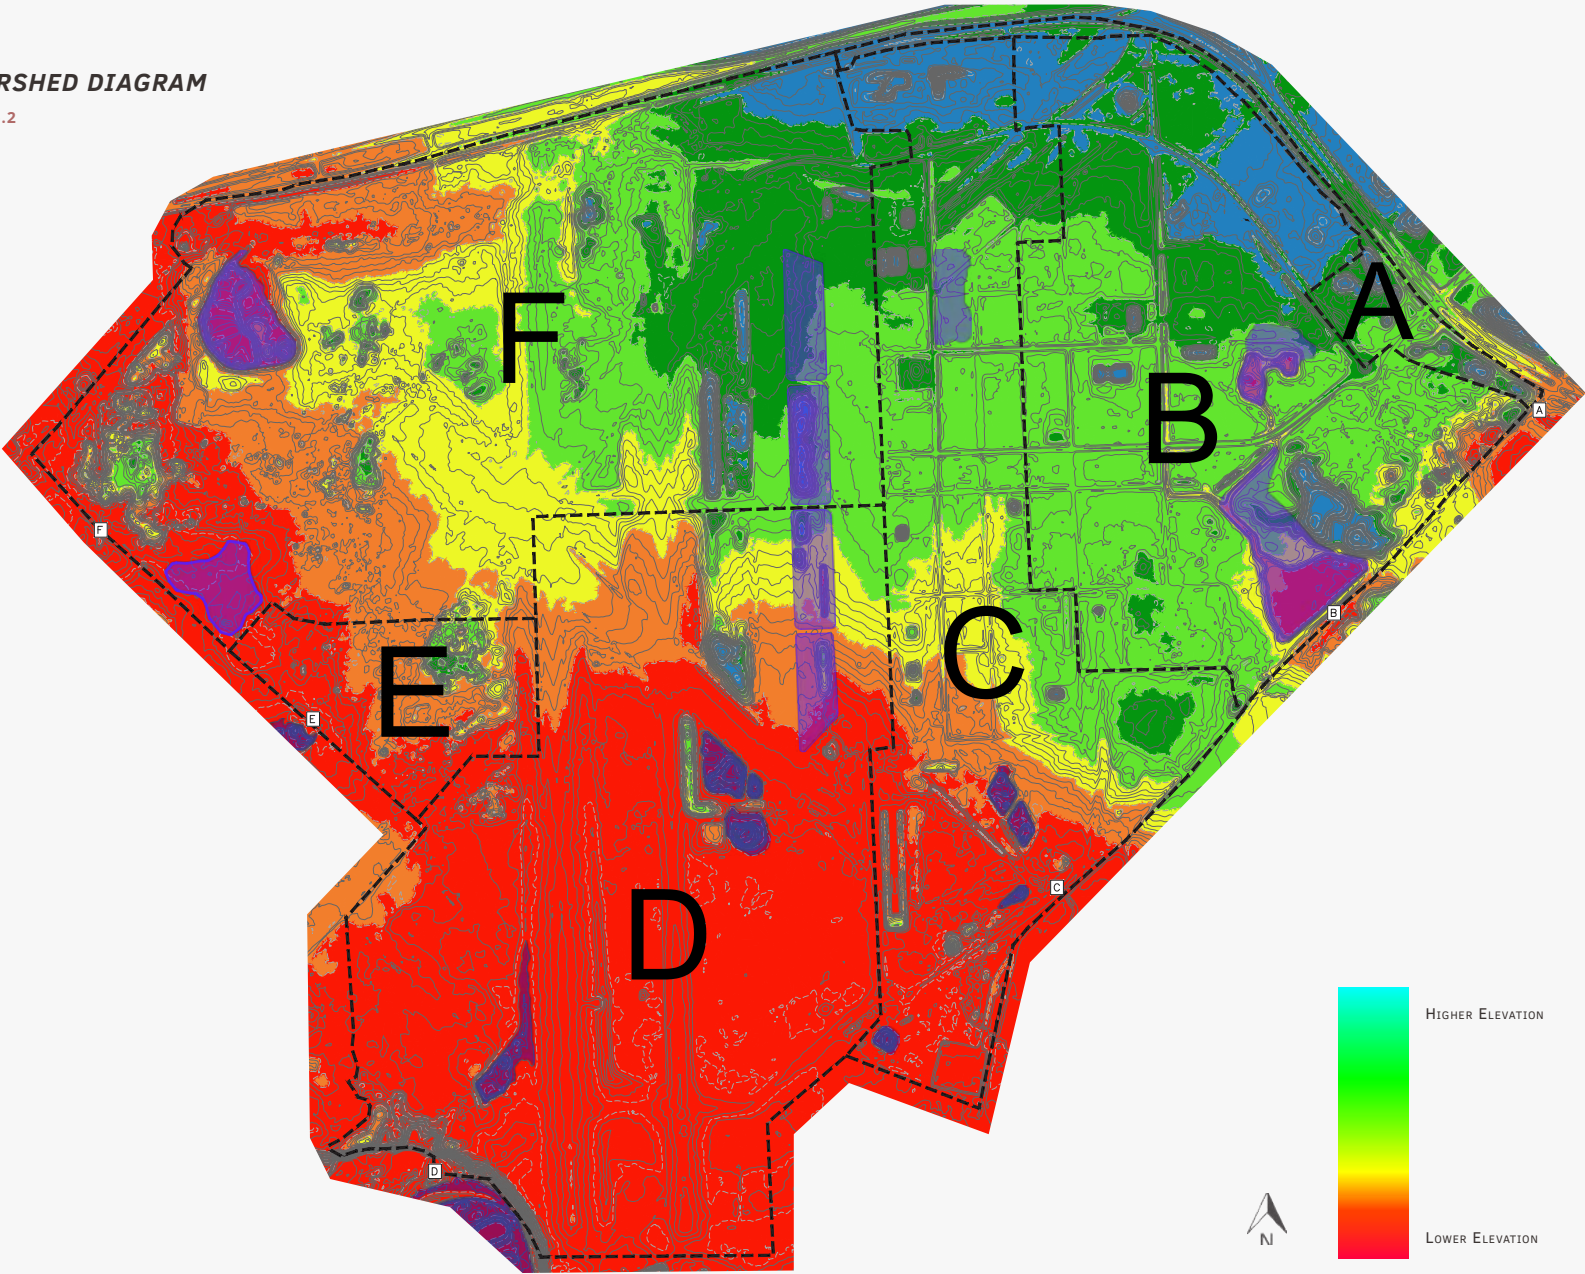 RSHED DIAGRAM
.2
F
A
B
A
F
B
E
C
E
C
D
D
HIGHER ELEVATION
LOWER ELEVATION
N